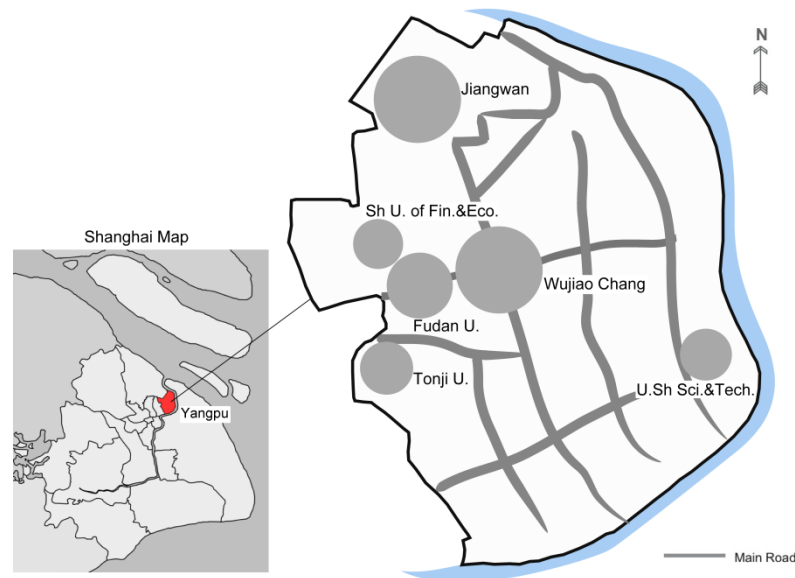 N
Jiangwan
Sh U. of Fin.&Eco.
Shanghai Map
Wujiao Chang
Fudan U.
Tonji U.
U.Sh Sci.&Tech.
Yangpu
Main Road